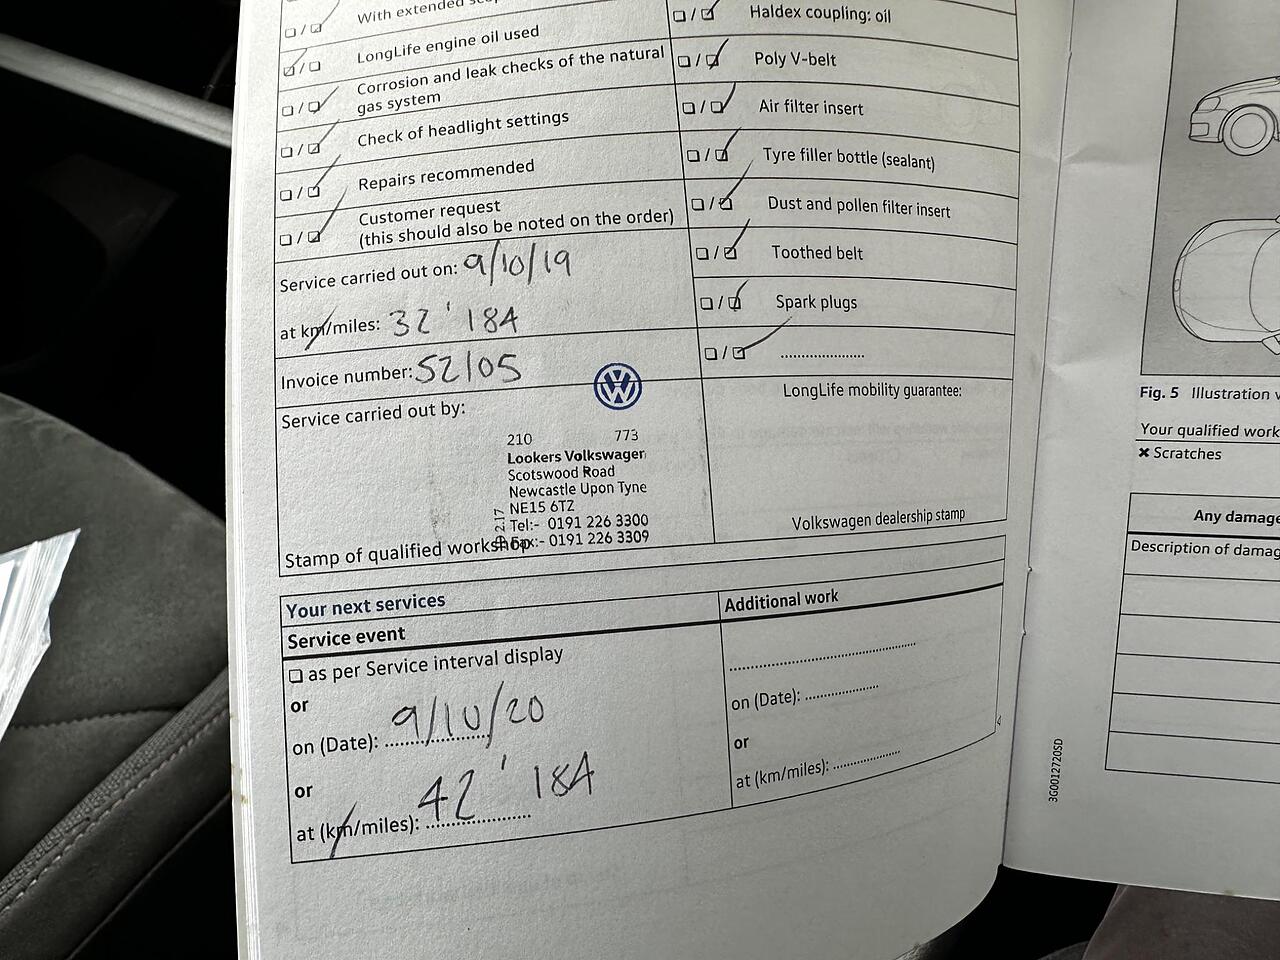 With extended
LongLife engine oil used
Corrosion and leak checks of the natural
gas system
Check of headlight settings
Repairs recommended
Customer request
(this should also be noted on the order)
Service carried out on: 9/10/19
at km/miles: 32'184
Invoice number: 52105
Service carried out by:
210 773
Lookers Volkswagen
Scotswood Road
Newcastle Upon Tyne
NE15 6TZ
Tel:- 0191 226 3300
Fax:- 0191 226 3309
Stamp of qualified workshop
Haldex coupling: oil
Poly V-belt
Air filter insert
Tyre filler bottle (sealant)
Dust and pollen filter insert
Toothed belt
Spark plugs
....................
LongLife mobility guarantee:
Volkswagen dealership stamp
Your next services
Service event
as per Service interval display
or
on (Date): 9/10/20
or
at (km/miles): 42'184
Additional work
....................
on (Date): ....................
or
at (km/miles): ....................
4
Fig. 5 Illustration
Your qualified work
Scratches
Any damage
Description of damag
3G0012720SD